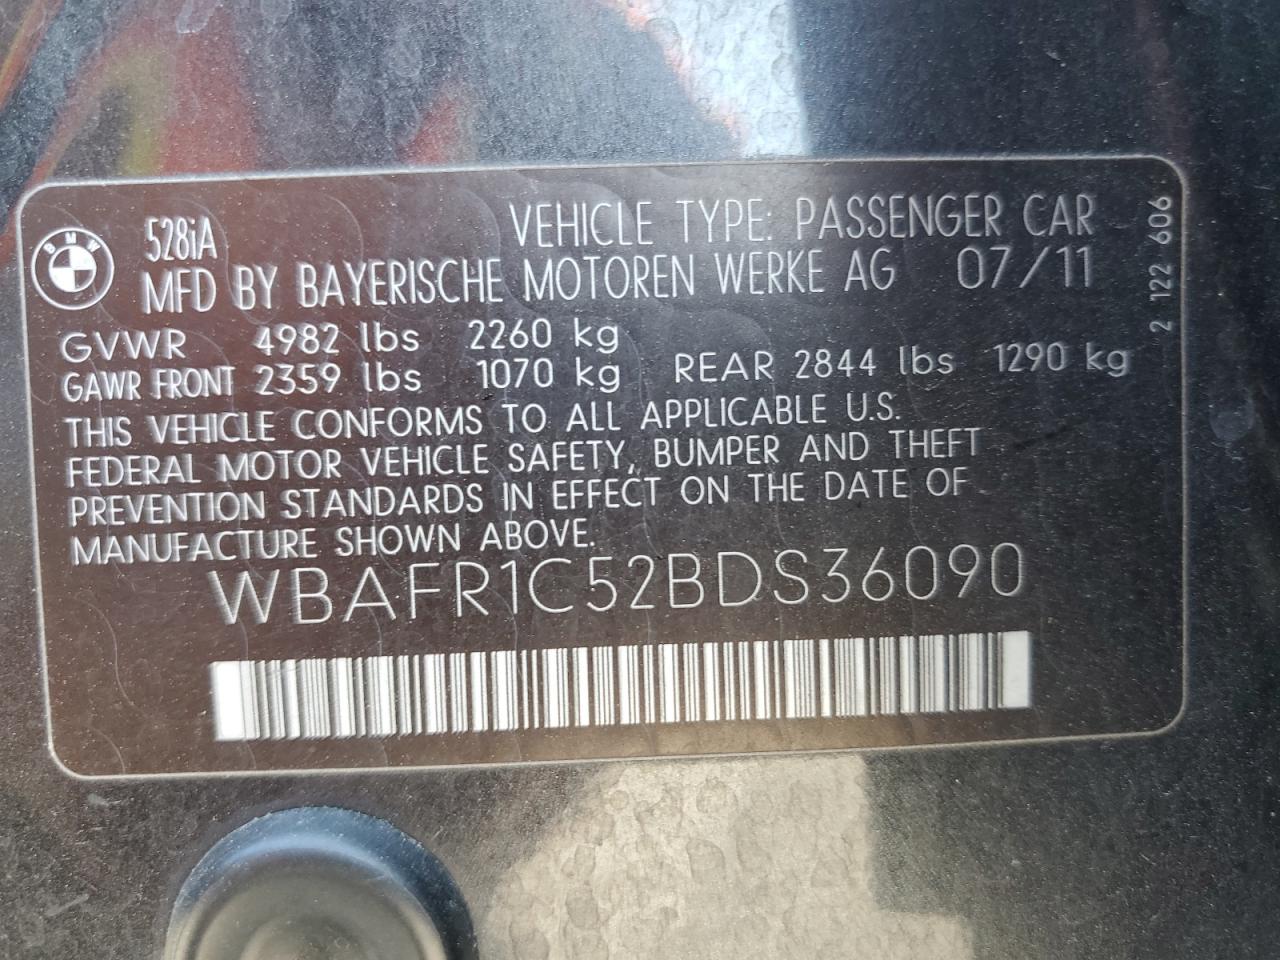 BMW
528iA
VEHICLE TYPE: PASSENGER CAR
MFD BY BAYERISCHE MOTOREN WERKE AG 07/11
GVWR 4982 lbs 2260 kg
GAWR FRONT 2359 lbs 1070 kg REAR 2844 lbs 1290 kg
THIS VEHICLE CONFORMS TO ALL APPLICABLE U.S.
FEDERAL MOTOR VEHICLE SAFETY, BUMPER AND THEFT
PREVENTION STANDARDS IN EFFECT ON THE DATE OF
MANUFACTURE SHOWN ABOVE.
WBAFR1C52BDS36090
2 122 606